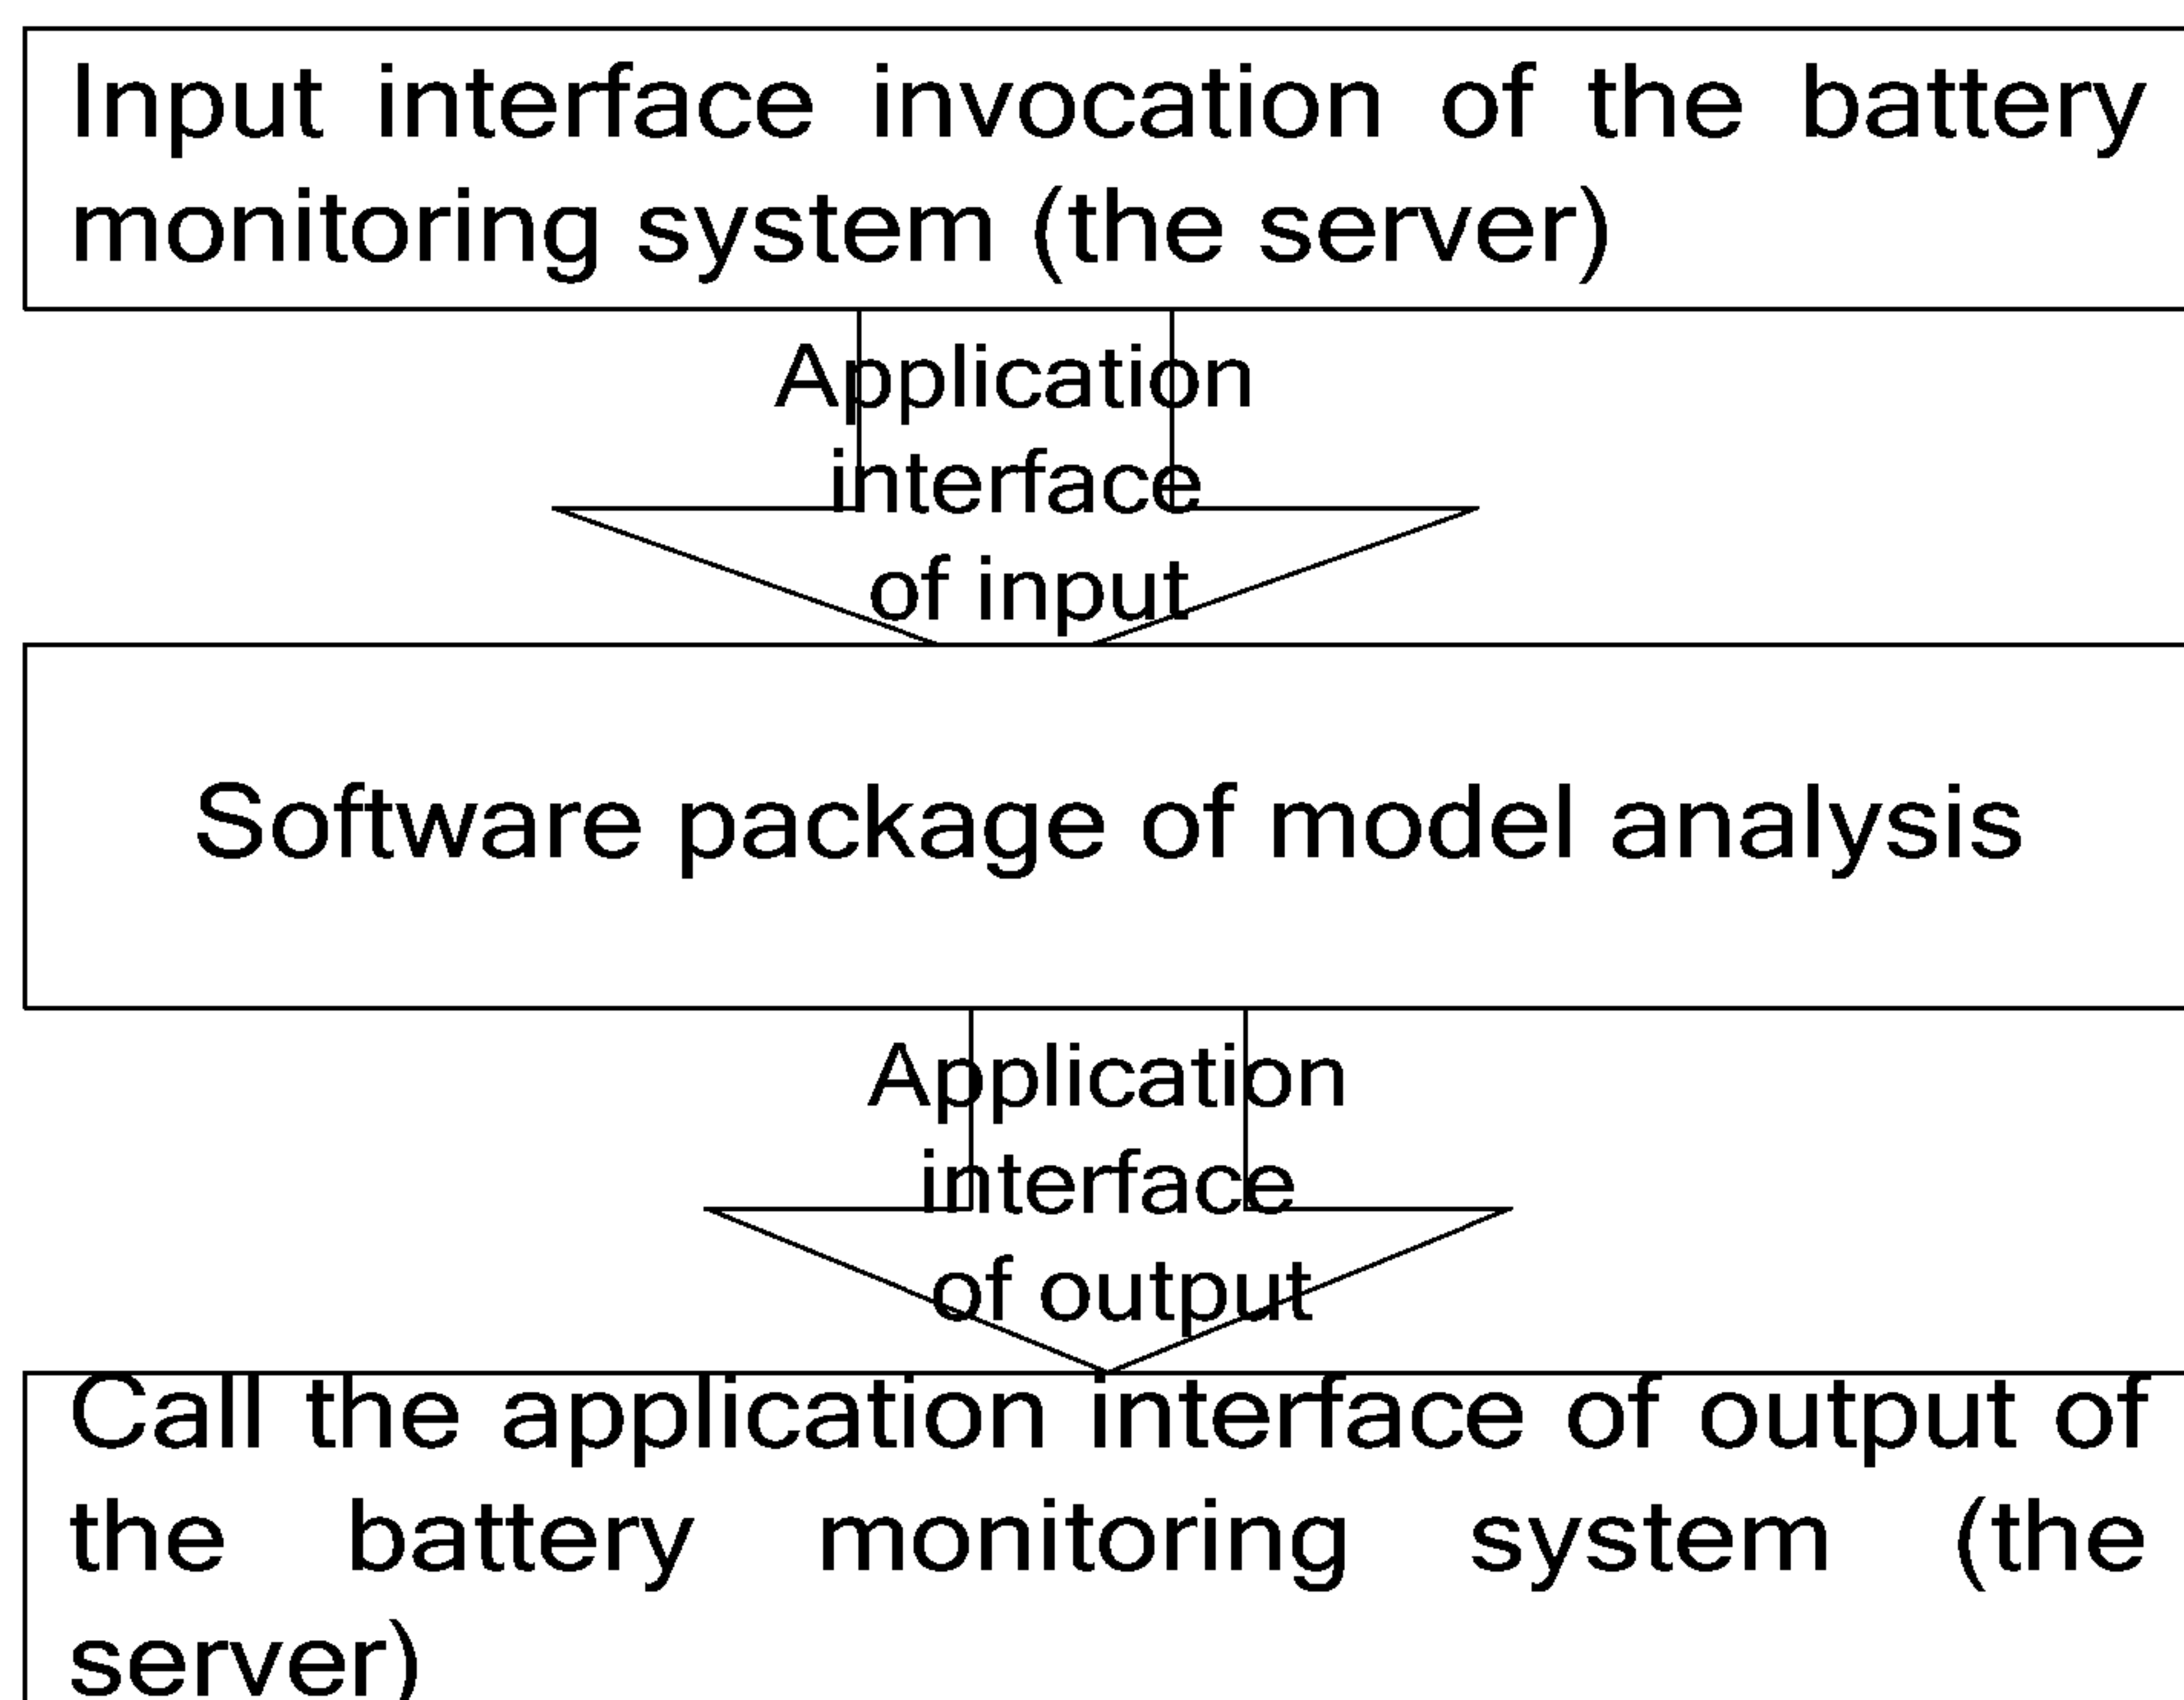 Input interface invocation of the battery
monitoring system (the server)
Application
interface
of input
Software package of model analysis
Application
interface
of output
Call the application interface of output of
the battery monitoring system (the
server)